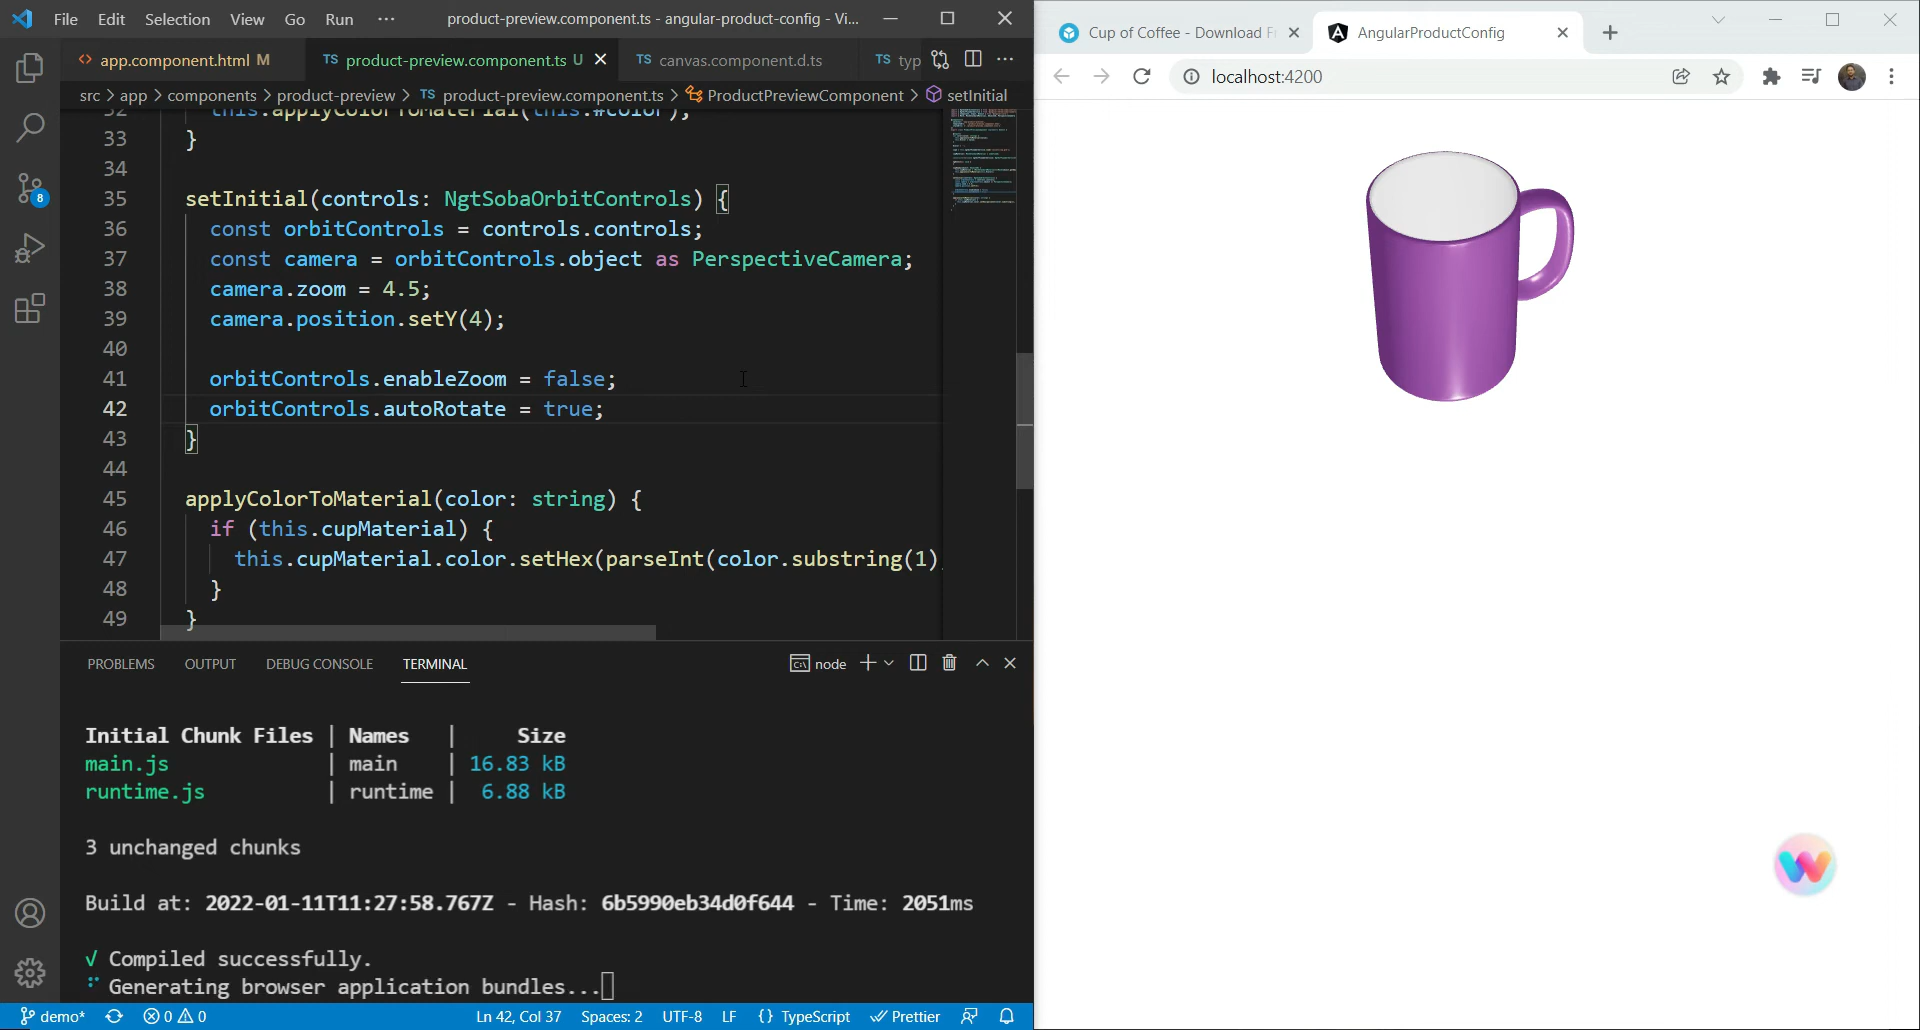 File Edit Selection View Go Run ··· product-preview.component.ts - angular-product-config - Vi...
<> app.component.html M TS product-preview.component.ts U TS canvas.component.d.ts TS typ
src > app > components > product-preview > TS product-preview.component.ts > ProductPreviewComponent > setInitial
32 this.applyColorToMaterial(this.#color);
33 }
34
35 setInitial(controls: NgtSobaOrbitControls) {
36 const orbitControls = controls.controls;
37 const camera = orbitControls.object as PerspectiveCamera;
38 camera.zoom = 4.5;
39 camera.position.setY(4);
40
41 orbitControls.enableZoom = false;
42 orbitControls.autoRotate = true;
43 }
44
45 applyColorToMaterial(color: string) {
46 if (this.cupMaterial) {
47 this.cupMaterial.color.setHex(parseInt(color.substring(1),
48 }
49 }
8
PROBLEMS OUTPUT DEBUG CONSOLE TERMINAL node
Initial Chunk Files | Names | Size
main.js | main | 16.83 kB
runtime.js | runtime | 6.88 kB
3 unchanged chunks
Build at: 2022-01-11T11:27:58.767Z - Hash: 6b5990eb34d0f644 - Time: 2051ms
√ Compiled successfully.
Generating browser application bundles...
demo* 0 0 Ln 42, Col 37 Spaces: 2 UTF-8 LF {} TypeScript Prettier
Cup of Coffee - Download F AngularProductConfig
localhost:4200
W